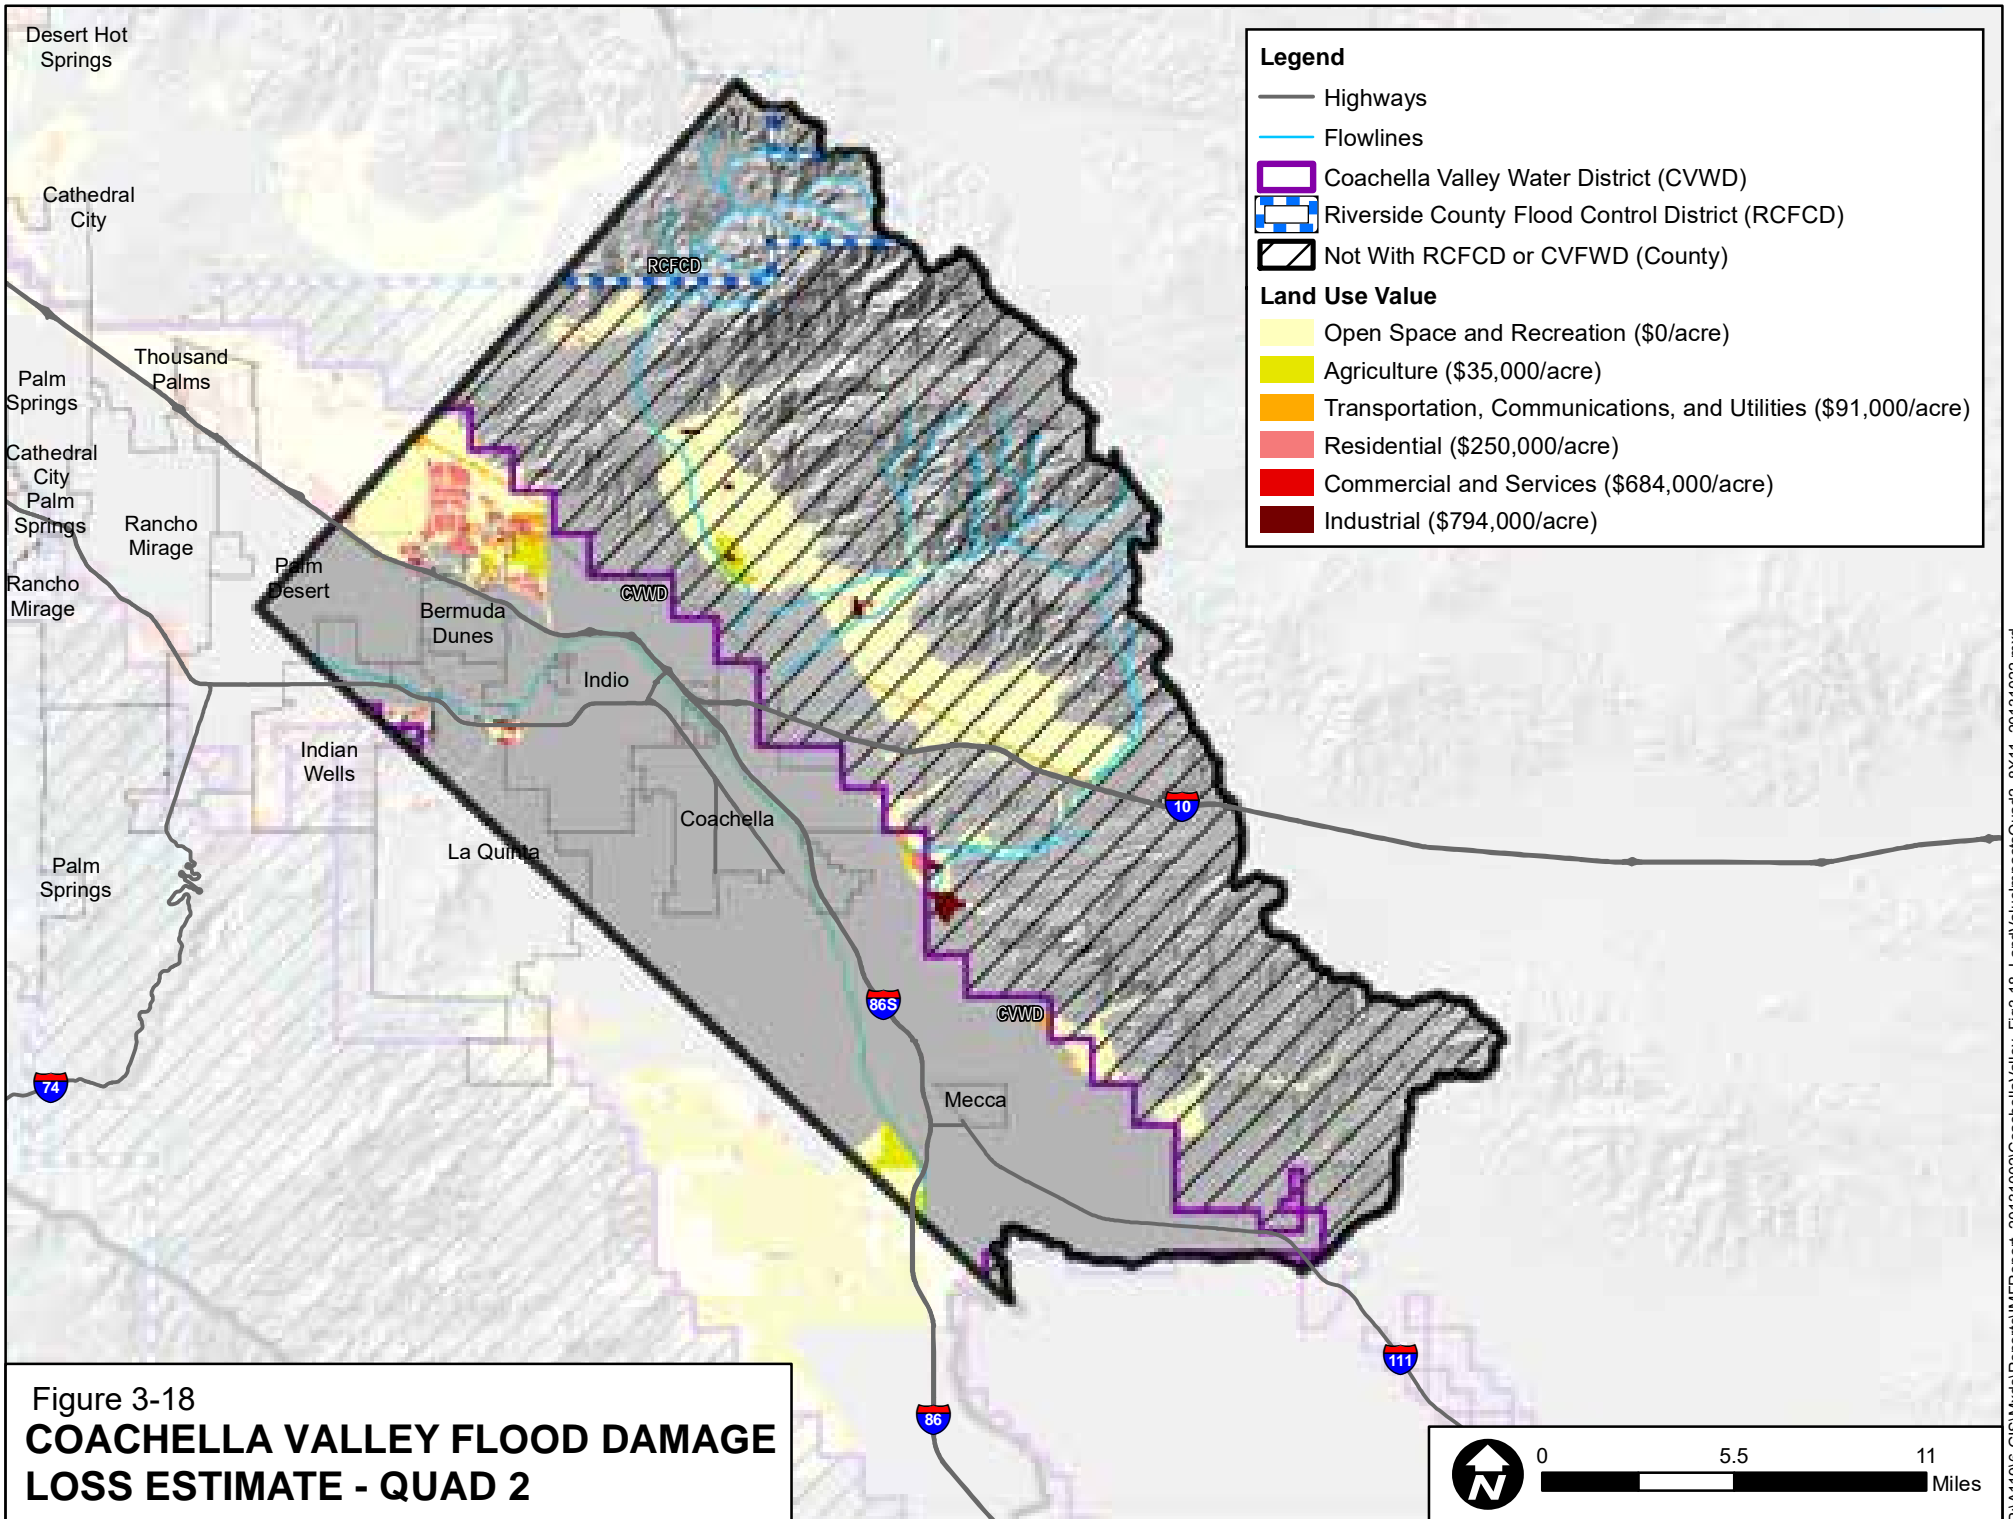 Desert Hot
Springs
Cathedral
City
Thousand
Palms
Palm
Springs
Cathedral
City
Palm
Springs
Rancho
Mirage
Rancho
Mirage
Palm
Desert
Bermuda
Dunes
Indio
Indian
Wells
Coachella
La Quinta
Palm
Springs
Mecca
RCFCD
CVWD
CVWD
10
86S
74
86
111
Legend
Highways
Flowlines
Coachella Valley Water District (CVWD)
Riverside County Flood Control District (RCFCD)
Not With RCFCD or CVFWD (County)
Land Use Value
Open Space and Recreation ($0/acre)
Agriculture ($35,000/acre)
Transportation, Communications, and Utilities ($91,000/acre)
Residential ($250,000/acre)
Commercial and Services ($684,000/acre)
Industrial ($794,000/acre)
Figure 3-18
COACHELLA VALLEY FLOOD DAMAGE
LOSS ESTIMATE - QUAD 2
N
0 5.5 11
Miles